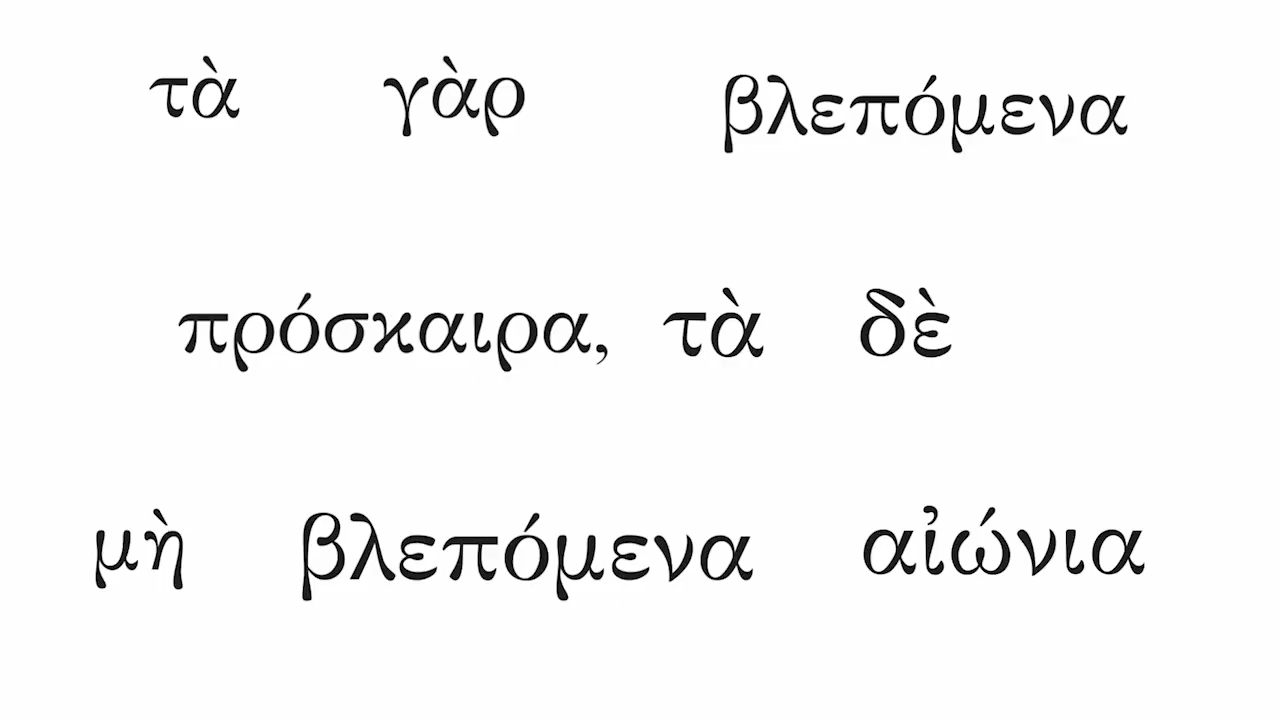 τὰ γὰρ βλεπόμενα
πρόσκαιρα, τὰ δὲ
μὴ βλεπόμενα αἰώνια